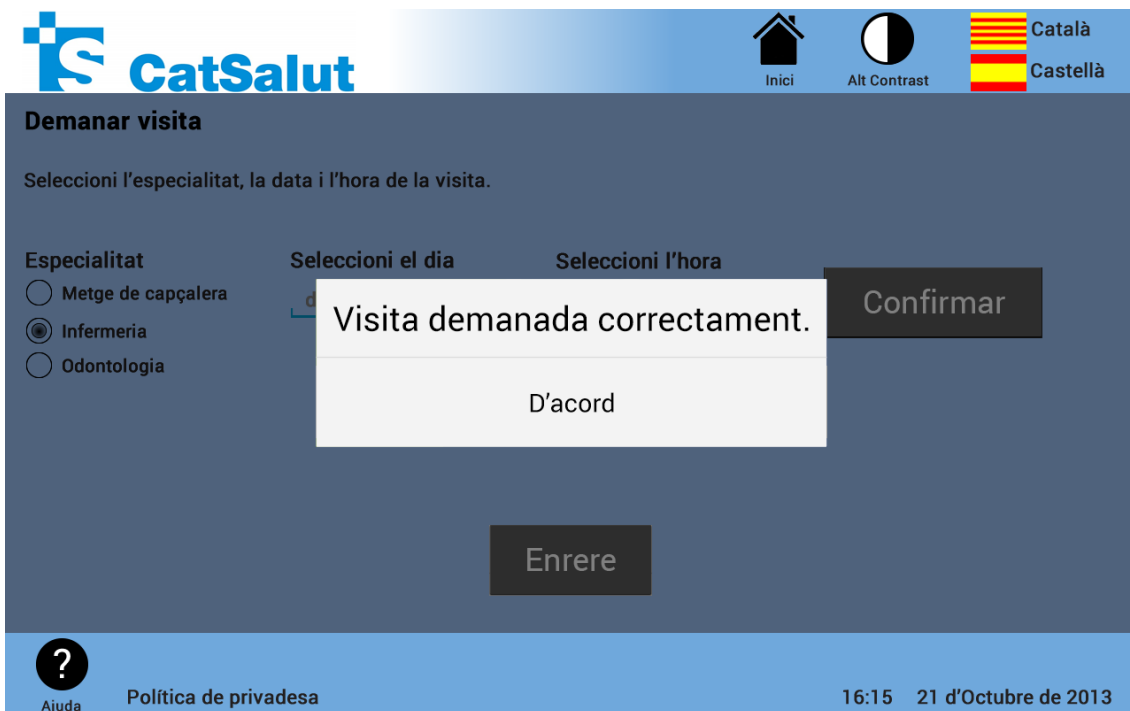 CatSalut
Inici
Alt Contrast
Català
Castellà
Demanar visita
Seleccioni l'especialitat, la data i l'hora de la visita.
Especialitat
Metge de capçalera
Infermeria
Odontologia
Seleccioni el dia
d
Seleccioni l'hora
Confirmar
Visita demanada correctament.
D'acord
Enrere
?
Ajuda
Política de privadesa
16:15 21 d'Octubre de 2013